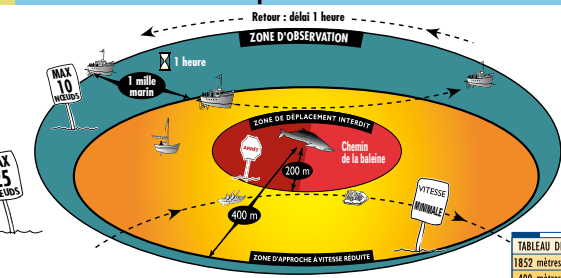 Retour : délai 1 heure
ZONE D'OBSERVATION
MAX
10
NŒUDS
1 heure
1 mille
marin
ZONE DE DÉPLACEMENT INTERDIT
ARRÊT
Chemin
de la baleine
200 m
400 m
VITESSE
MINIMALE
ZONE D'APPROCHE À VITESSE RÉDUITE
1852 mètres